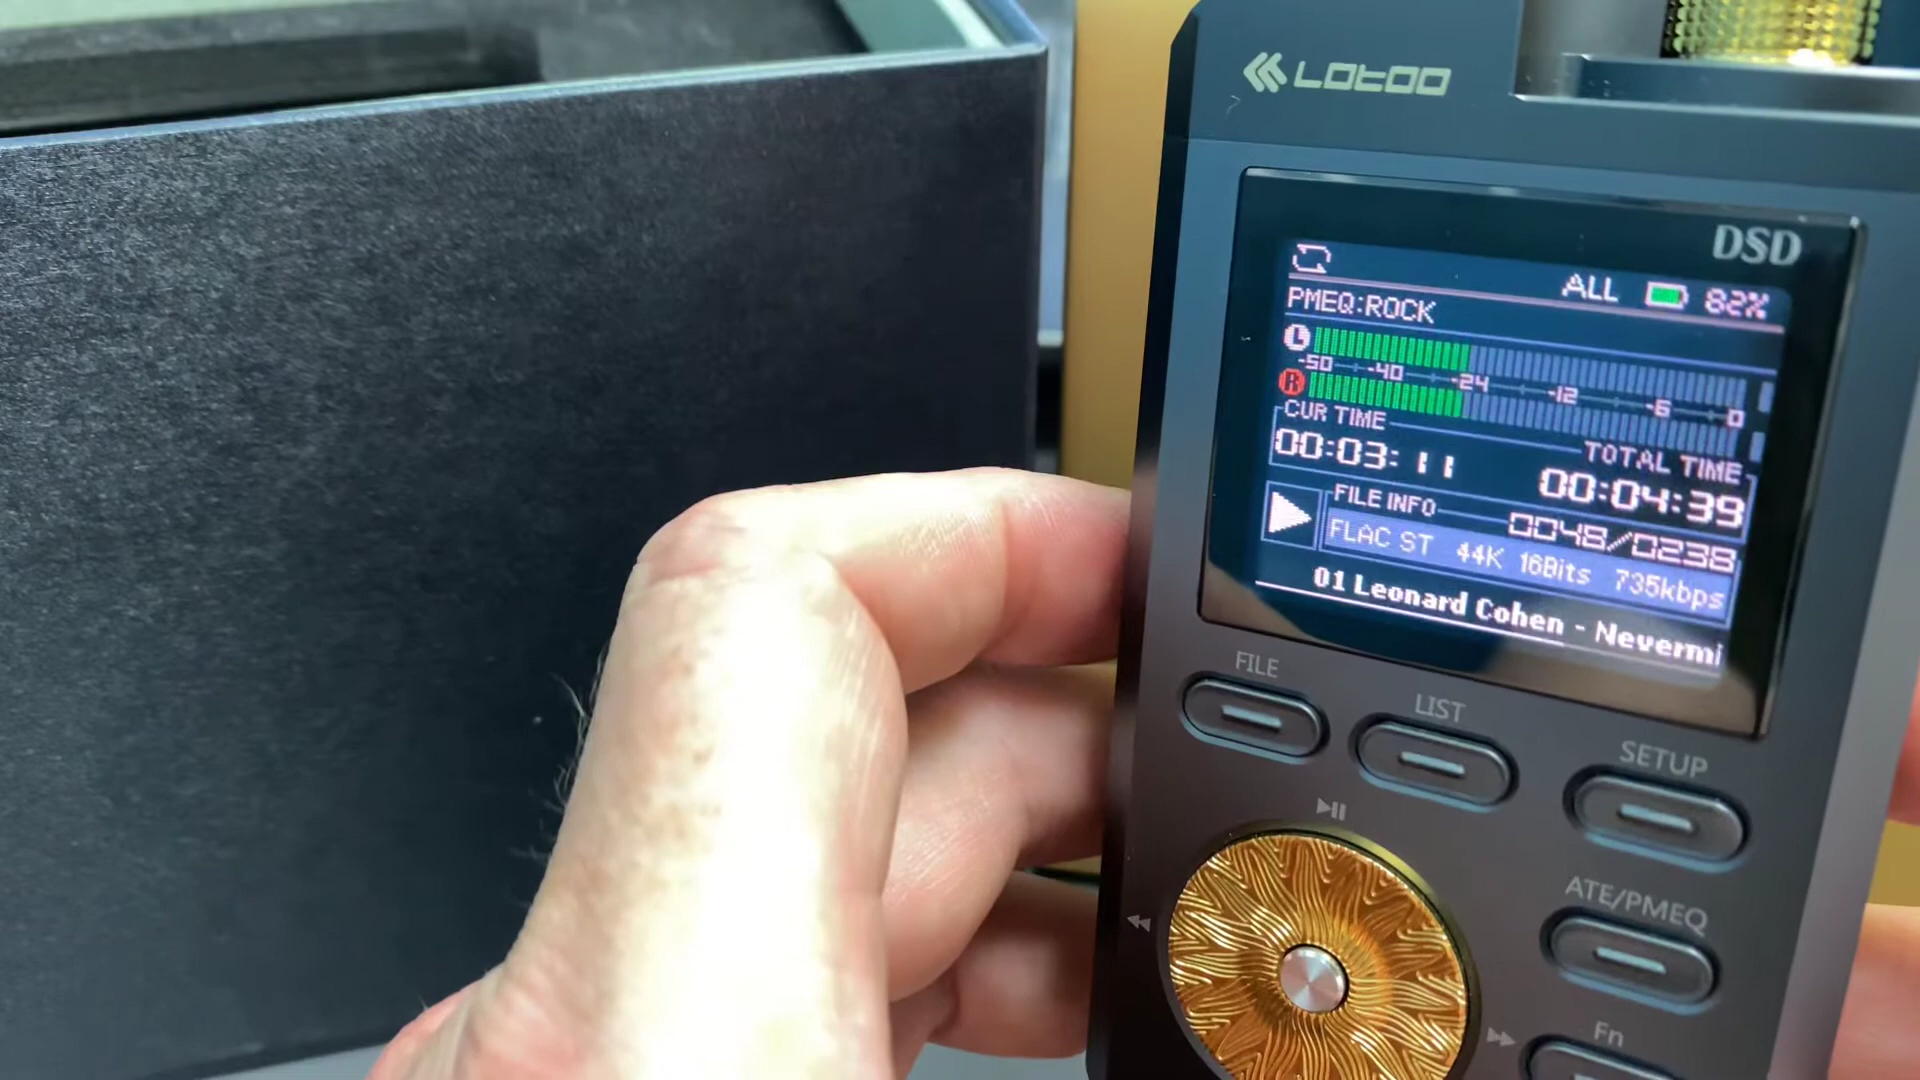 LOTOO
DSD
ALL 82%
PMEQ:ROCK
L
-50 -40 -24 -12 -6 0
R
CUR TIME
TOTAL TIME
00:03:11
00:04:39
FILE INFO
0048/0238
FLAC ST 44K 16Bits 735kbps
01 Leonard Cohen - Nevermi
FILE
LIST
SETUP
ATE/PMEQ
Fn